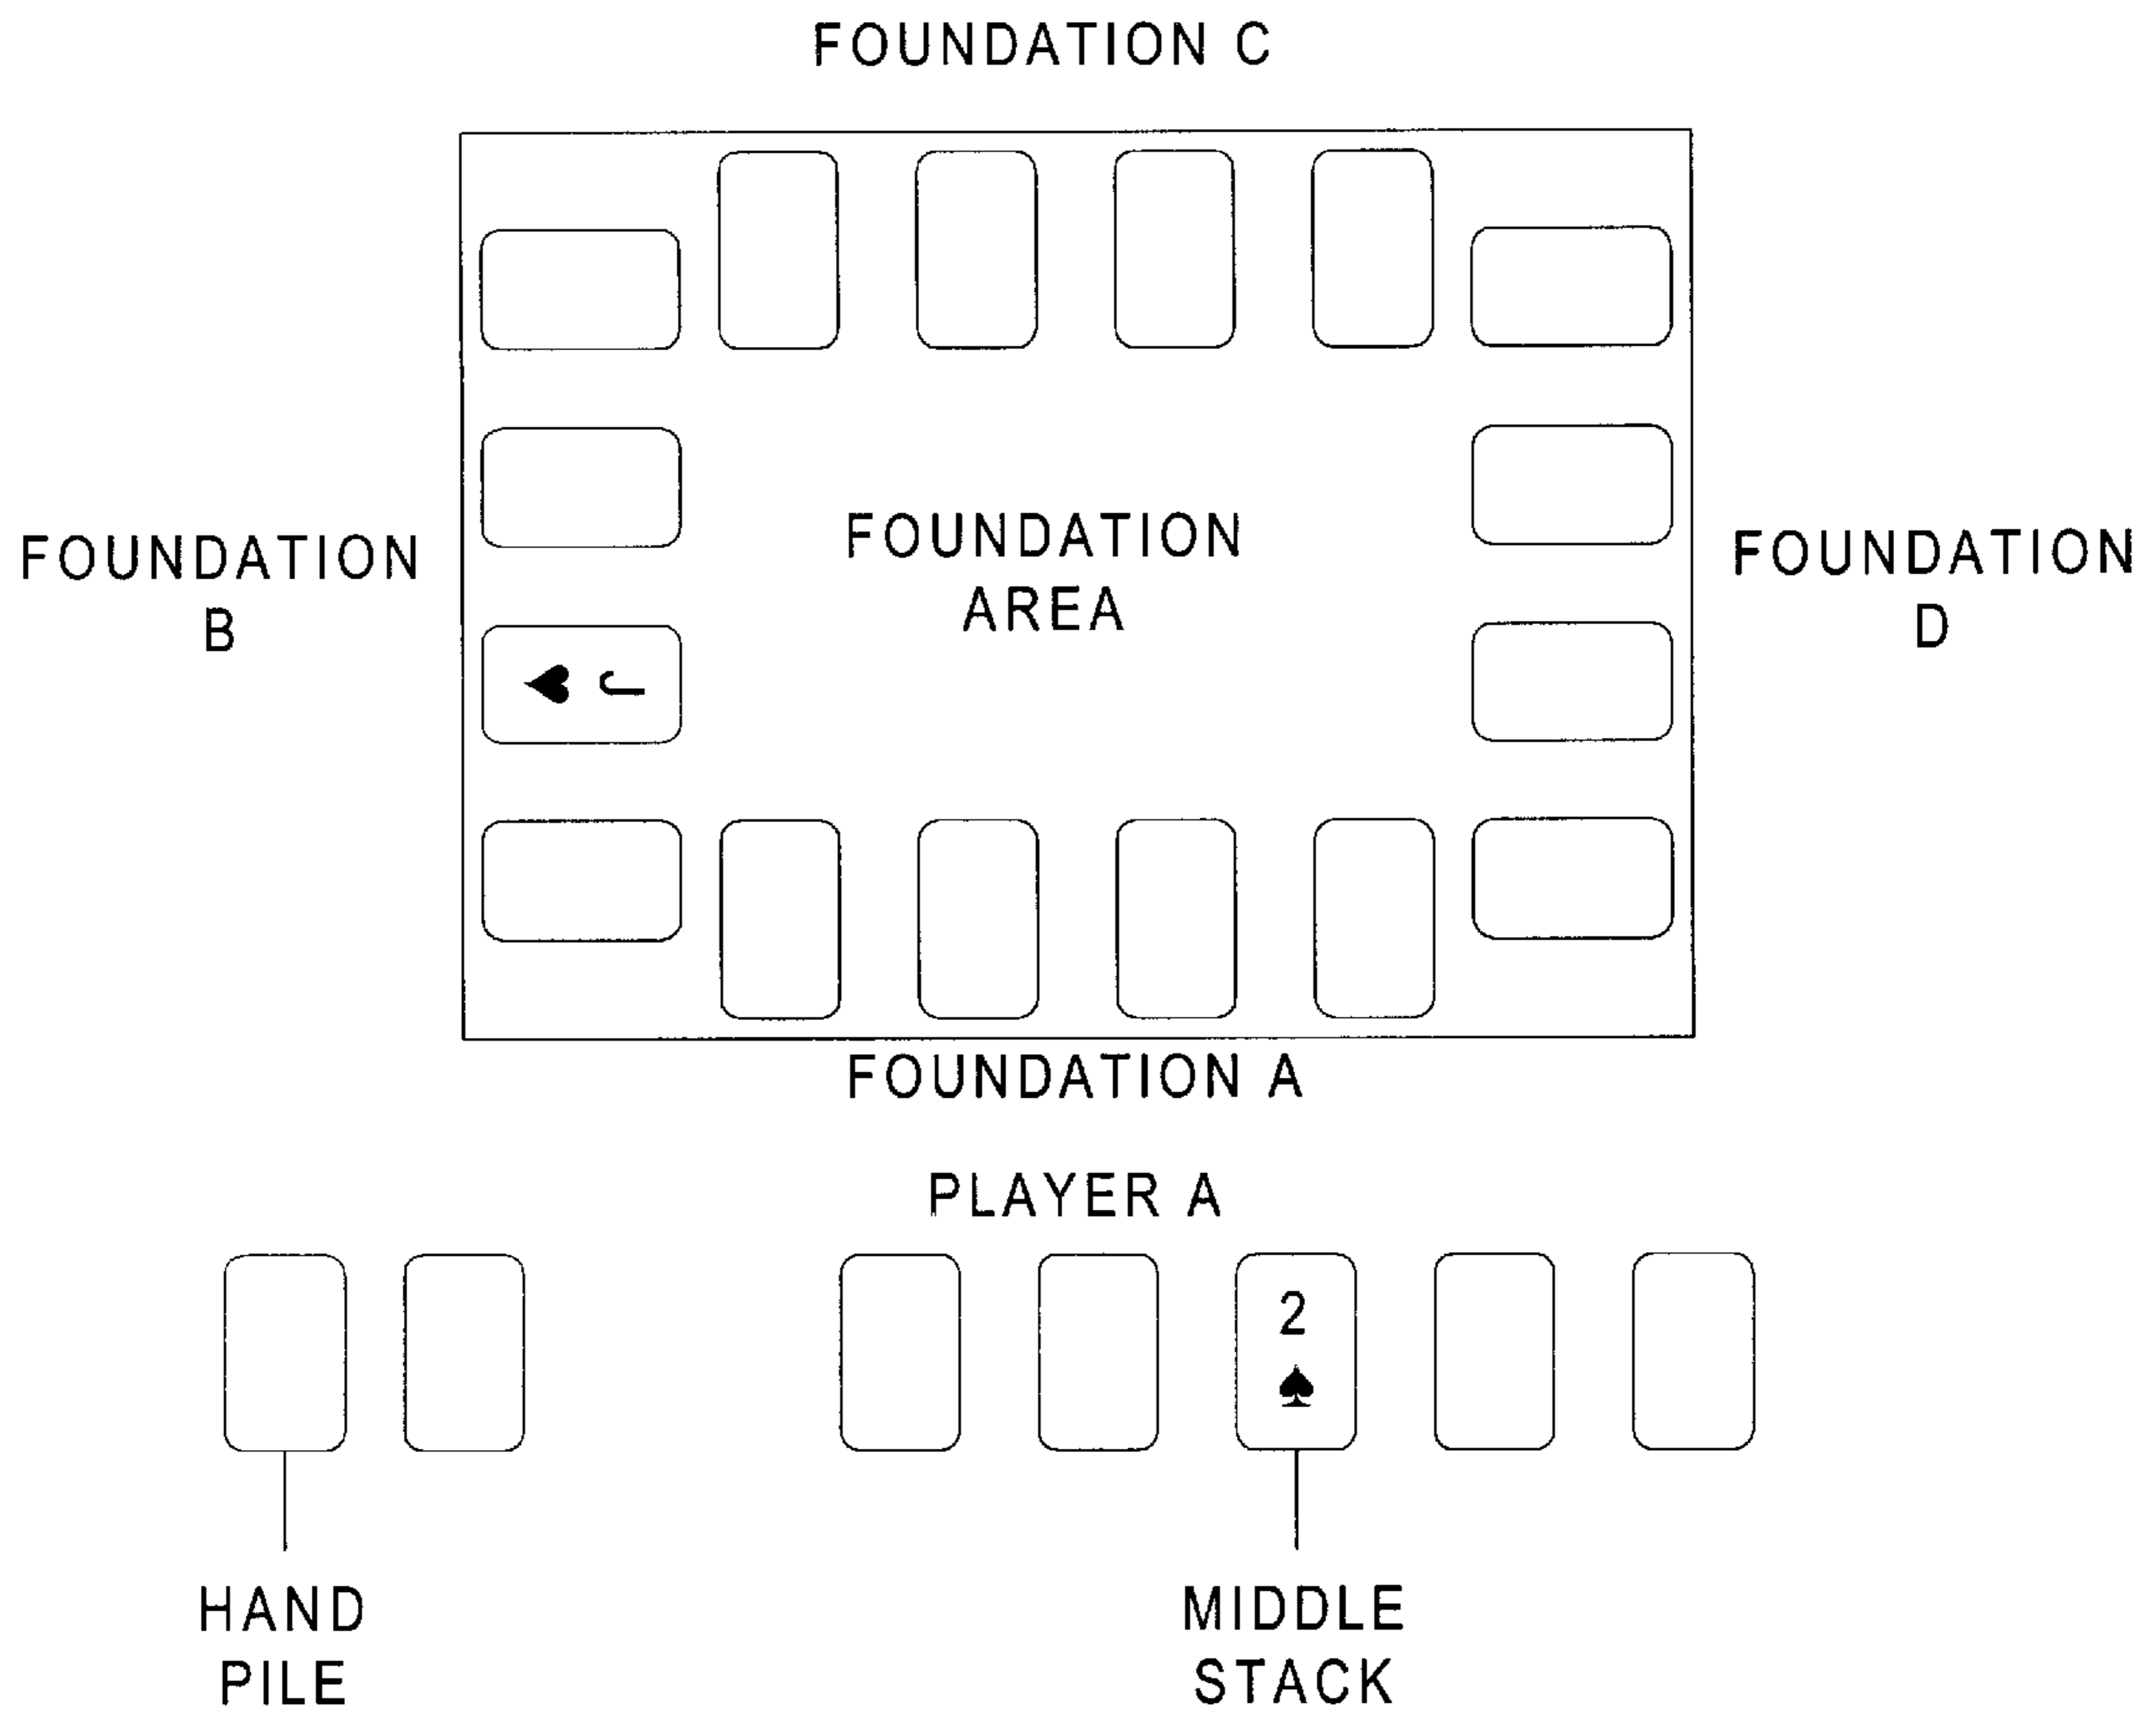 FOUNDATION C
FOUNDATION
B
FOUNDATION
AREA
FOUNDATION
D
J
FOUNDATION A
PLAYER A
2
HAND
PILE
MIDDLE
STACK